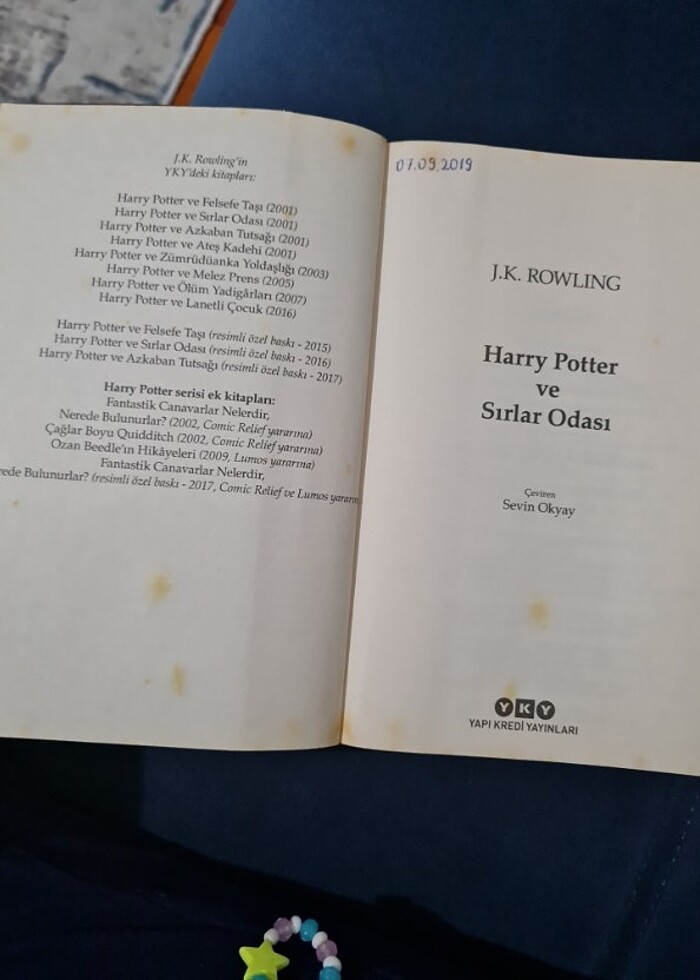 J.K. Rowling'in
YKY'deki kitapları:
Harry Potter ve Felsefe Taşı (2001)
Harry Potter ve Sırlar Odası (2001)
Harry Potter ve Azkaban Tutsağı (2001)
Harry Potter ve Ateş Kadehi (2001)
Harry Potter ve Zümrüdüanka Yoldaşlığı (2003)
Harry Potter ve Melez Prens (2005)
Harry Potter ve Ölüm Yadigârları (2007)
Harry Potter ve Lanetli Çocuk (2016)
Harry Potter ve Felsefe Taşı (resimli özel baskı - 2015)
Harry Potter ve Sırlar Odası (resimli özel baskı - 2016)
Harry Potter ve Azkaban Tutsağı (resimli özel baskı - 2017)
Harry Potter serisi ek kitapları:
Fantastik Canavarlar Nelerdir,
Nerede Bulunurlar? (2002, Comic Relief yararına)
Çağlar Boyu Quidditch (2002, Comic Relief yararına)
Ozan Beedle'ın Hikâyeleri (2009, Lumos yararına)
Fantastik Canavarlar Nelerdir,
rede Bulunurlar? (resimli özel baskı - 2017, Comic Relief ve Lumos yararın
07.09.2019
J.K. ROWLING
Harry Potter
ve
Sırlar Odası
Çeviren
Sevin Okyay
YKY
YAPI KREDİ YAYINLARI